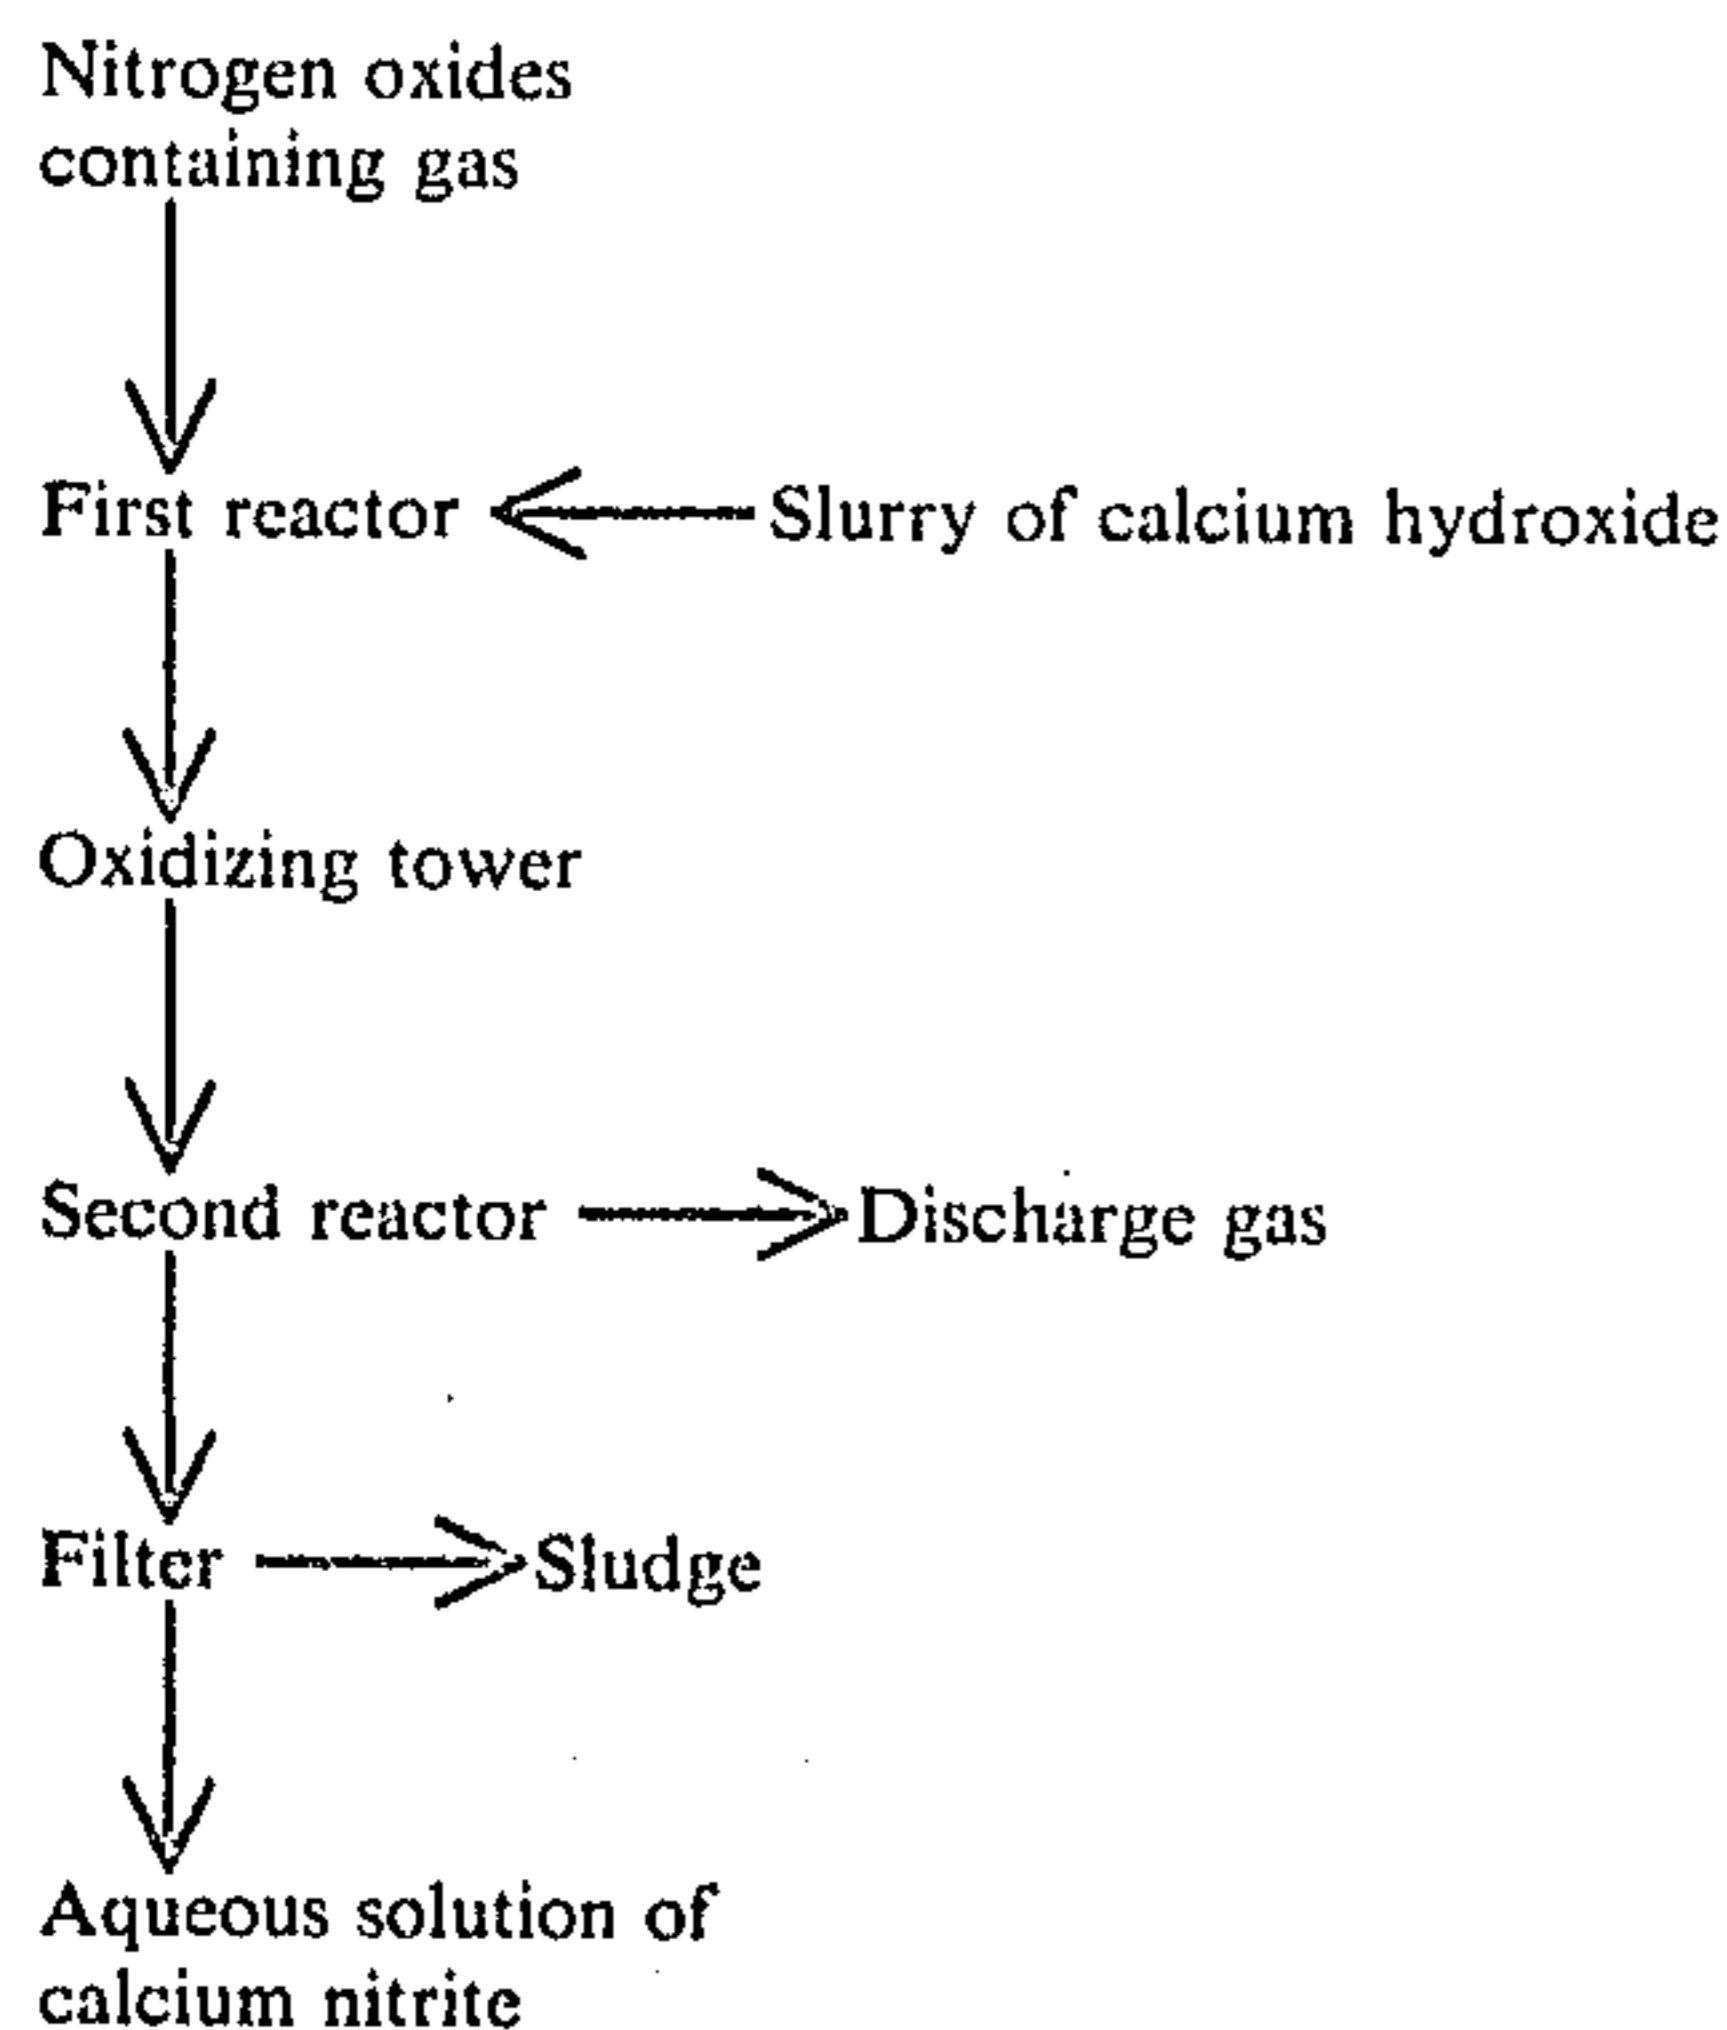 Nitrogen oxides
containing gas
First reactor
Slurry of calcium hydroxide
Oxidizing tower
Second reactor
Discharge gas
Filter
Sludge
Aqueous solution of
calcium nitrite